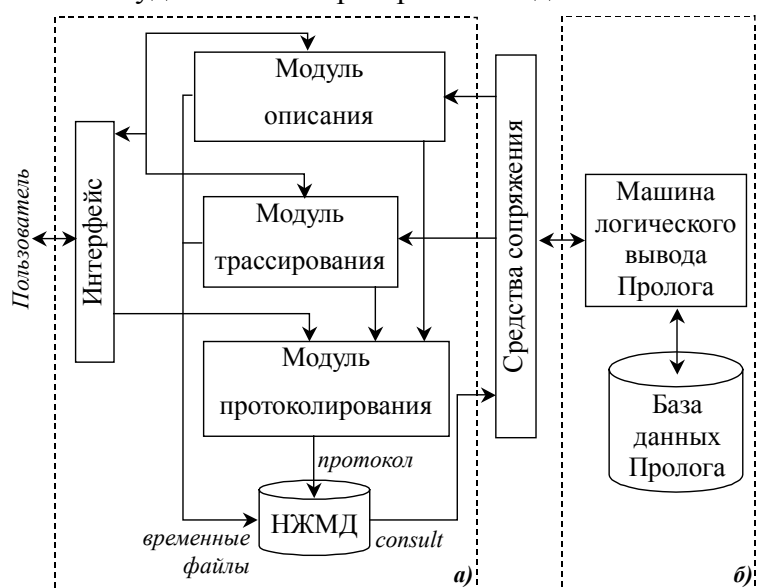 Модуль
описания
Пользователь
Интерфейс
Модуль
трассирования
Средства сопряжения
Машина
логического
вывода
Пролога
Модуль
протоколирования
База
данных
Пролога
протокол
НЖМД
временные
файлы
consult
а)
б)